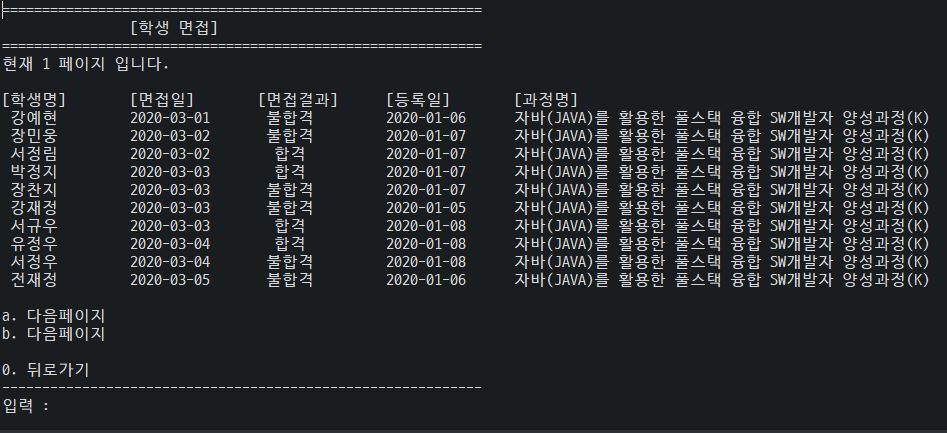 ============================================================
[학생 면접]
============================================================
현재 1 페이지 입니다.
[학생명] [면접일] [면접결과] [등록일] [과정명]
강예현 2020-03-01 불합격 2020-01-06 자바(JAVA)를 활용한 풀스택 융합 SW개발자 양성과정(K)
장민웅 2020-03-02 불합격 2020-01-07 자바(JAVA)를 활용한 풀스택 융합 SW개발자 양성과정(K)
서정림 2020-03-02 합격 2020-01-07 자바(JAVA)를 활용한 풀스택 융합 SW개발자 양성과정(K)
박정지 2020-03-03 합격 2020-01-07 자바(JAVA)를 활용한 풀스택 융합 SW개발자 양성과정(K)
장찬지 2020-03-03 불합격 2020-01-07 자바(JAVA)를 활용한 풀스택 융합 SW개발자 양성과정(K)
강재정 2020-03-03 불합격 2020-01-05 자바(JAVA)를 활용한 풀스택 융합 SW개발자 양성과정(K)
서규우 2020-03-03 합격 2020-01-08 자바(JAVA)를 활용한 풀스택 융합 SW개발자 양성과정(K)
유정우 2020-03-04 합격 2020-01-08 자바(JAVA)를 활용한 풀스택 융합 SW개발자 양성과정(K)
서정우 2020-03-04 불합격 2020-01-08 자바(JAVA)를 활용한 풀스택 융합 SW개발자 양성과정(K)
전재정 2020-03-05 불합격 2020-01-06 자바(JAVA)를 활용한 풀스택 융합 SW개발자 양성과정(K)
a. 다음페이지
b. 다음페이지
0. 뒤로가기
------------------------------------------------------------
입력 :